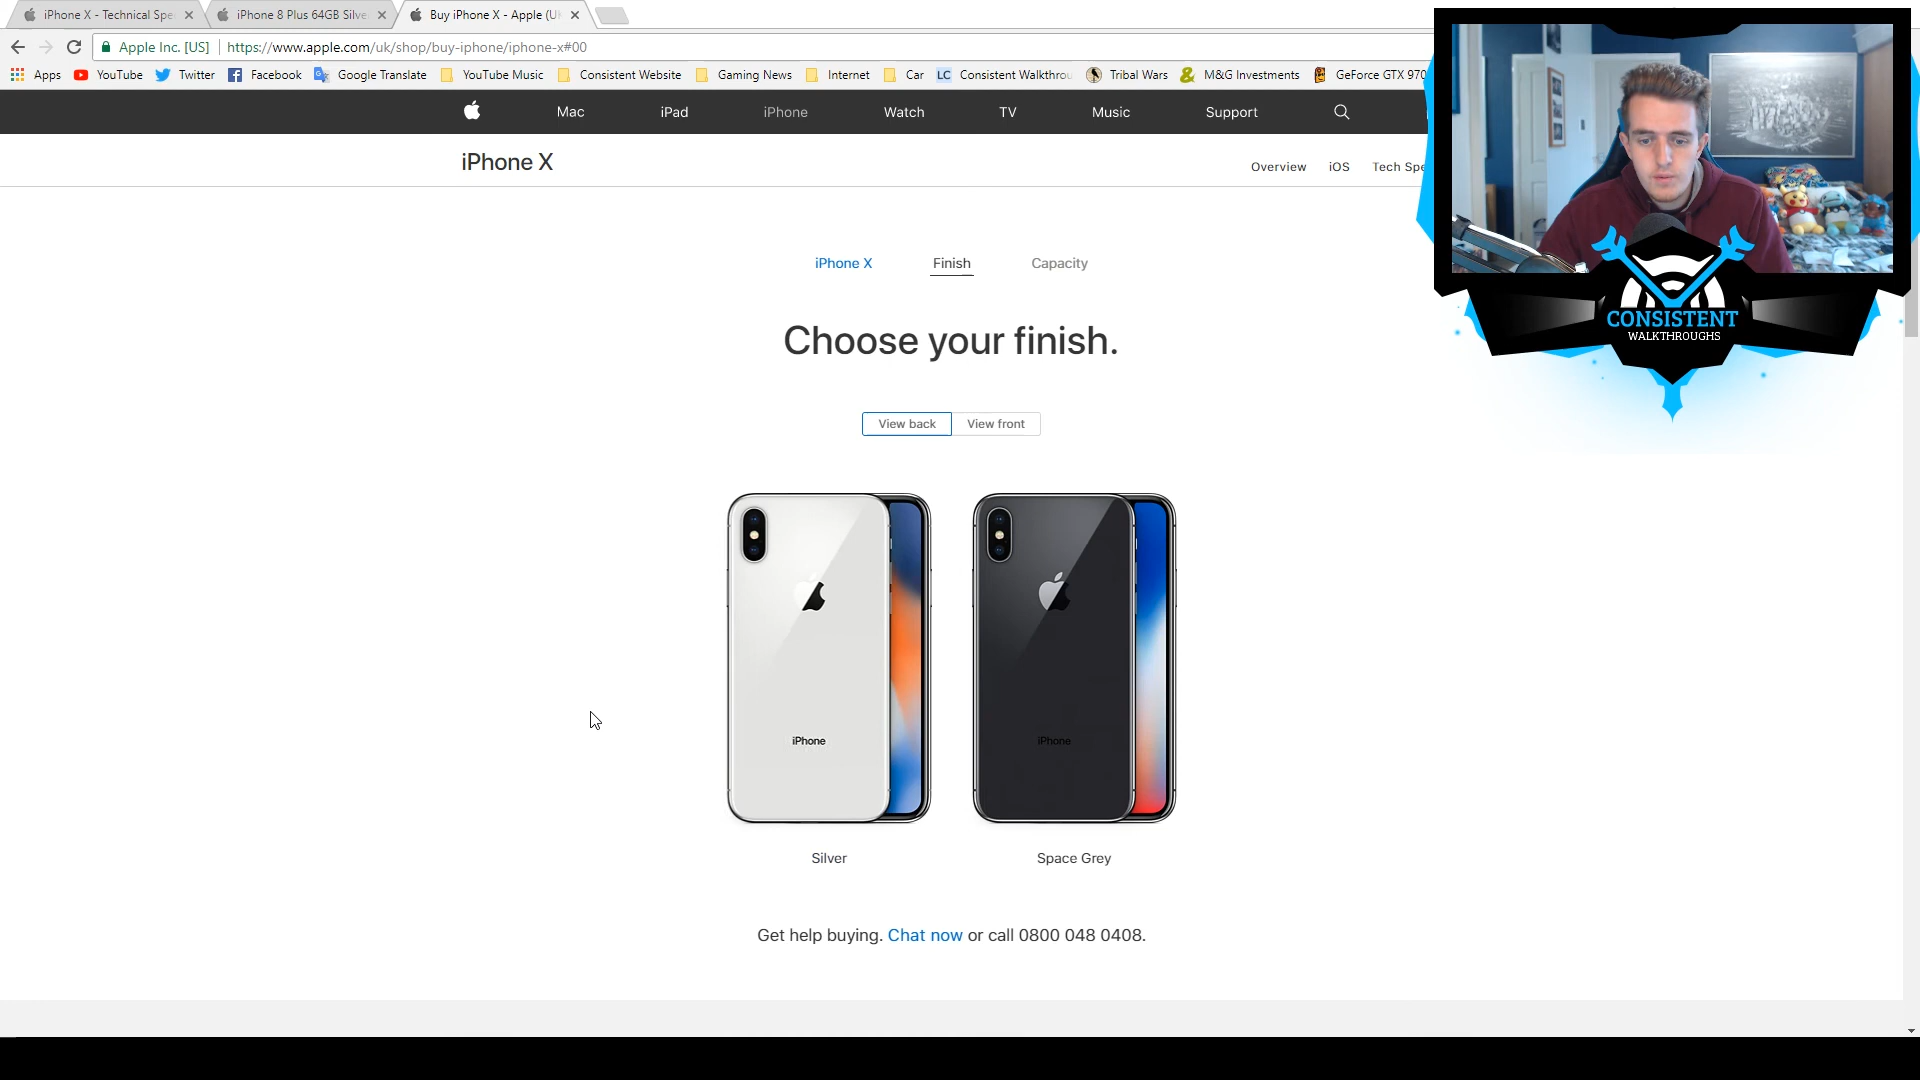 iPhone X - Technical Spe
iPhone 8 Plus 64GB Silve
Buy iPhone X - Apple (U
Apple Inc. [US]
https://www.apple.com/uk/shop/buy-iphone/iphone-x#00
Apps
YouTube
Twitter
Facebook
Google Translate
YouTube Music
Consistent Website
Gaming News
Internet
Car
LC
Consistent Walkthrou
Tribal Wars
M&G Investments
GeForce GTX 970
Mac
iPad
iPhone
Watch
TV
Music
Support
iPhone X
Overview
iOS
Tech Spe
iPhone X
Finish
Capacity
Choose your finish.
View back
View front
iPhone
iPhone
Silver
Space Grey
Get help buying. Chat now or call 0800 048 0408.
CONSISTENT
WALKTHROUGHS